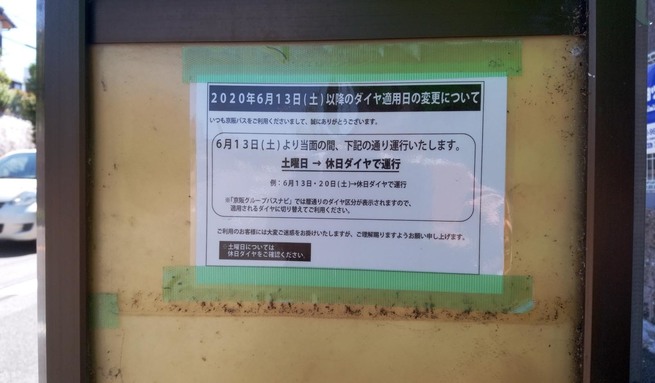 2020年6月13日(土)以降のダイヤ適用日の変更について
いつも京阪バスをご利用くださいまして、誠にありがとうございます。
6月13日(土)より当面の間、下記の通り運行いたします。
土曜日 → 休日ダイヤで運行
例：6月13日・20日(土)→休日ダイヤで運行
※「京阪グループバスナビ」では暦通りのダイヤ区分が表示されますので、
適用されるダイヤに切り替えてご利用ください。
ご利用のお客様には大変ご迷惑をお掛けいたしますが、ご理解賜りますようお願い申し上げます。
土曜日については
休日ダイヤをご確認ください